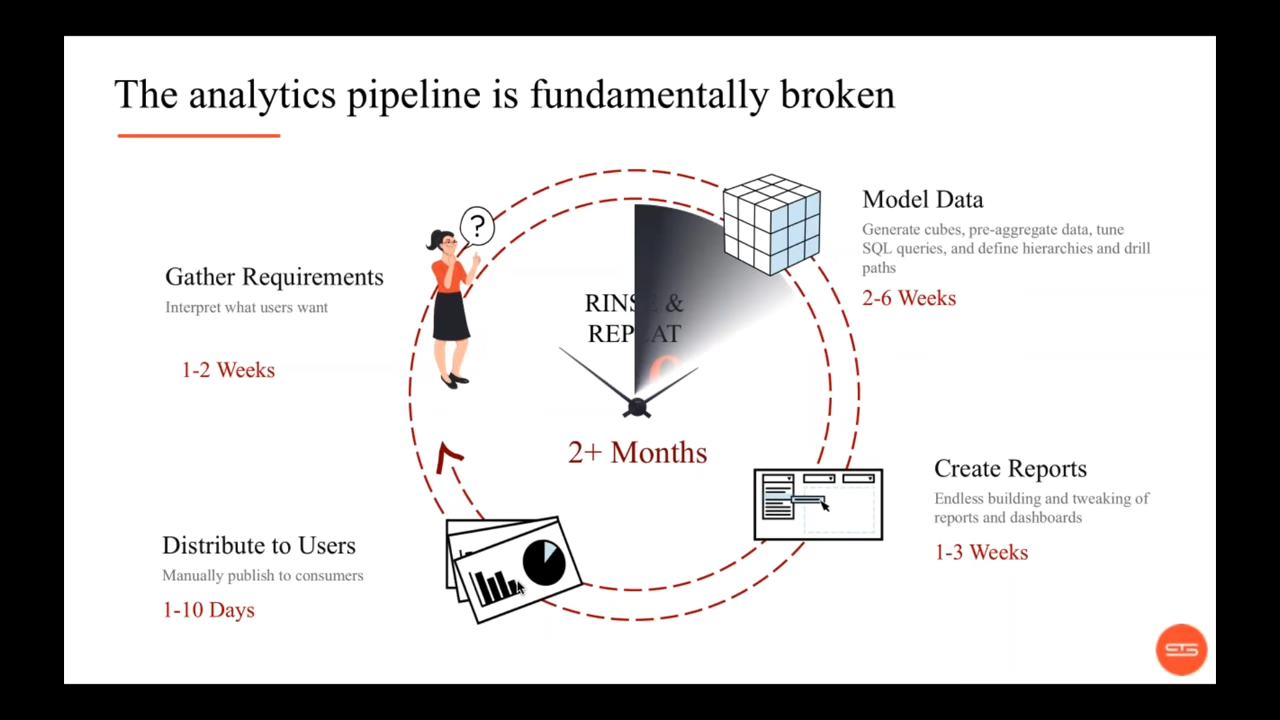 The analytics pipeline is fundamentally broken
?
Gather Requirements
Interpret what users want
1-2 Weeks
Model Data
Generate cubes, pre-aggregate data, tune
SQL queries, and define hierarchies and drill
paths
2-6 Weeks
RINSE &
REPEAT
2+ Months
Create Reports
Endless building and tweaking of
reports and dashboards
1-3 Weeks
Distribute to Users
Manually publish to consumers
1-10 Days